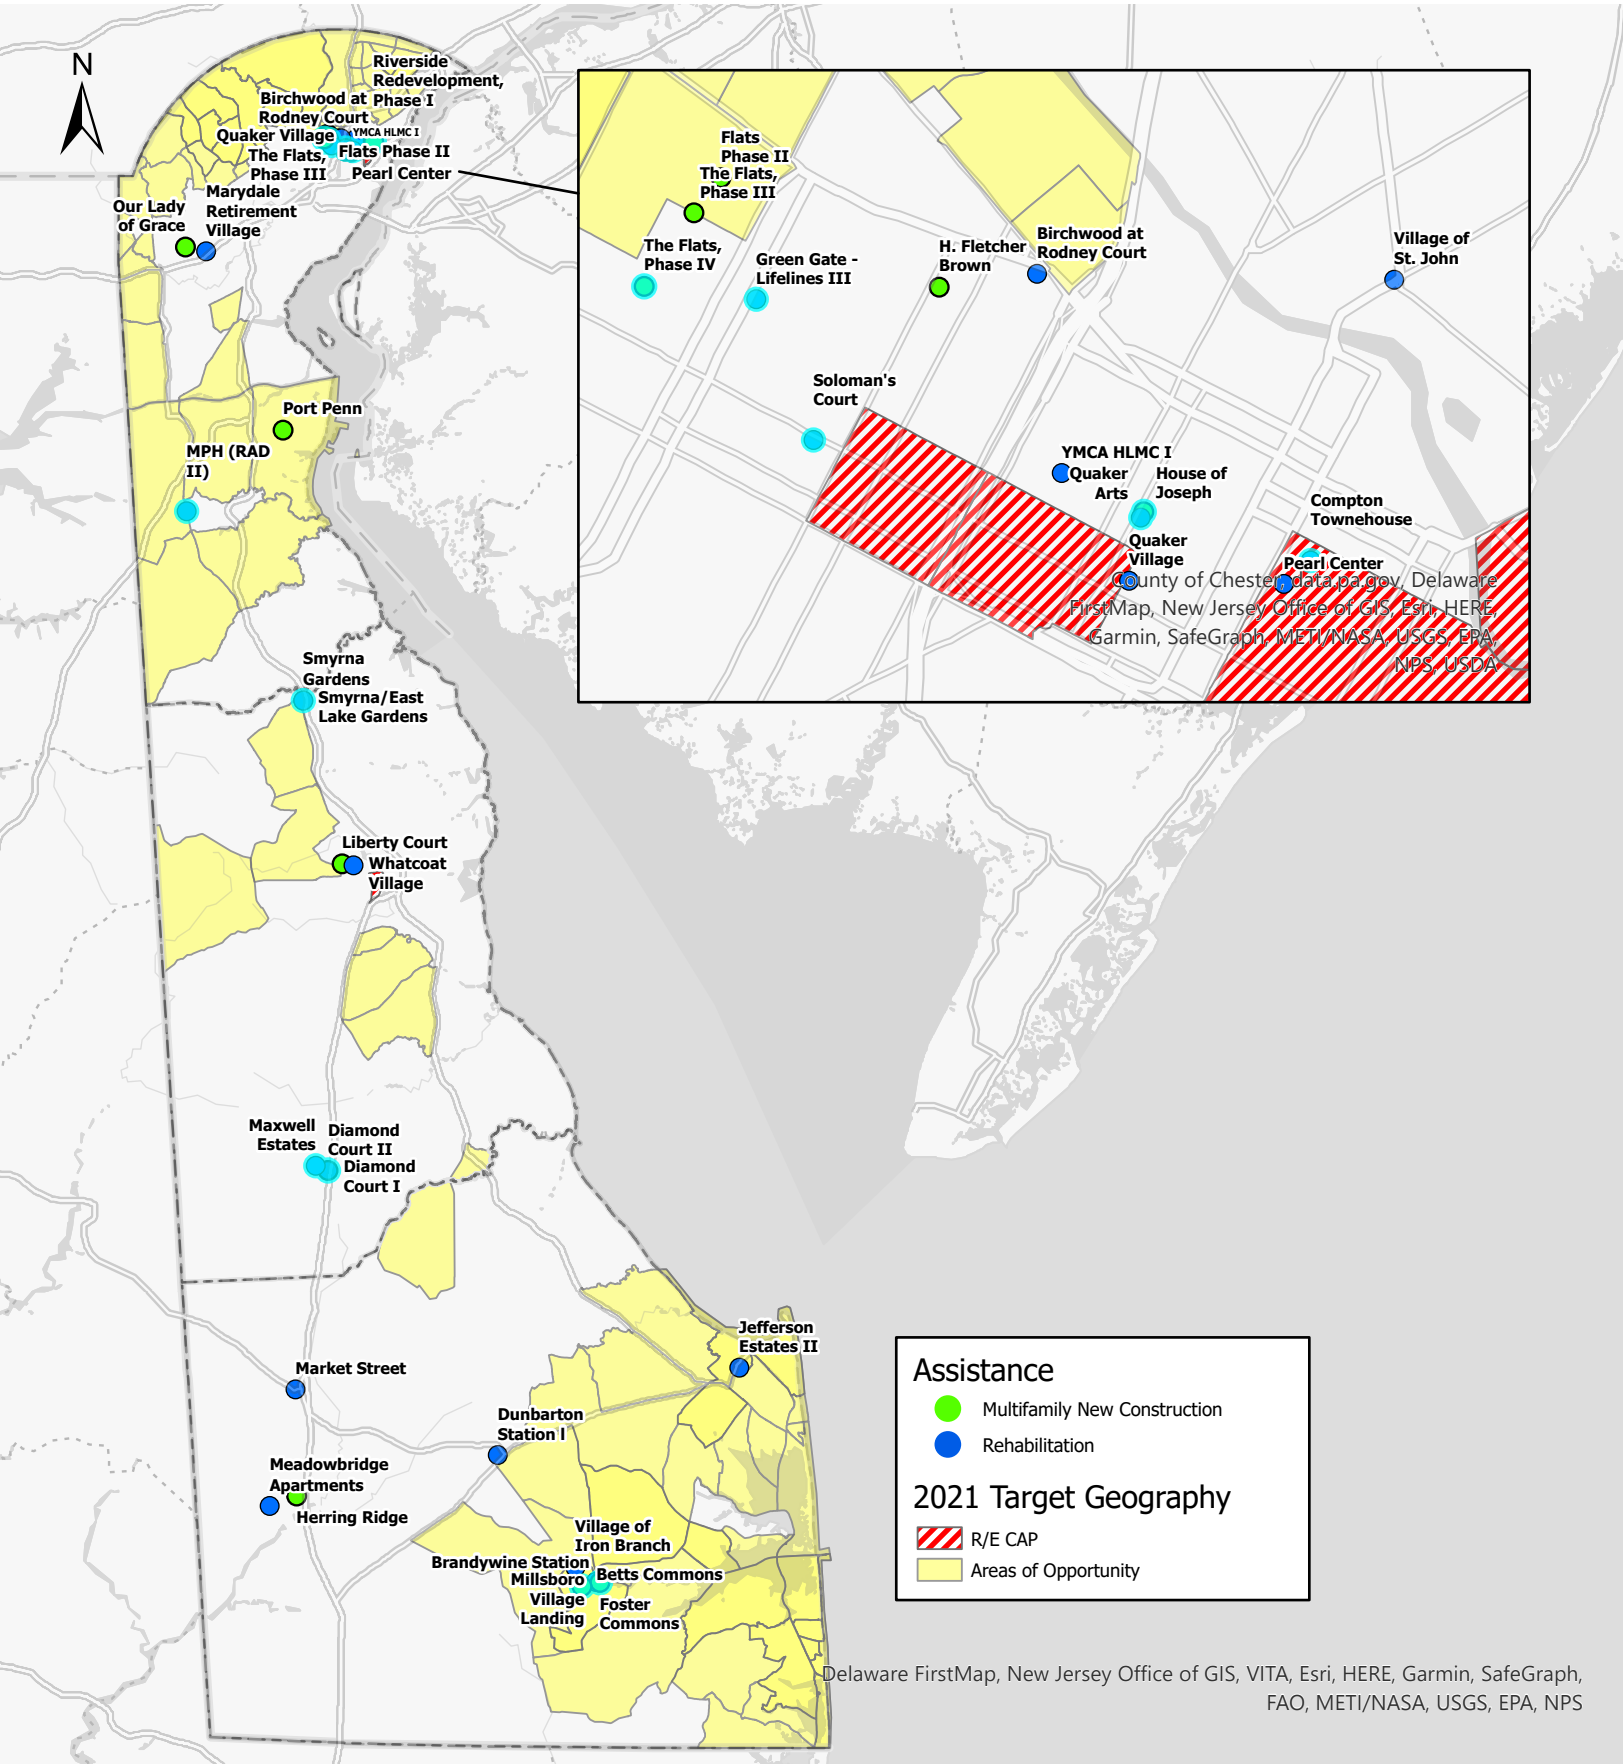 N
Riverside
Redevelopment,
Phase I
Birchwood at
Rodney Court
Quaker Village
YMCA HLMC I
The Flats,
Phase III
Flats Phase II
Pearl Center
Marydale
Retirement
Village
Our Lady
of Grace
Port Penn
MPH (RAD
II)
Smyrna
Gardens
Smyrna/East
Lake Gardens
Liberty Court
Whatcoat
Village
Maxwell
Estates
Diamond
Court II
Diamond
Court I
Jefferson
Estates II
Market Street
Dunbarton
Station I
Meadowbridge
Apartments
Herring Ridge
Village of
Iron Branch
Brandywine Station
Millsboro
Village
Landing
Betts Commons
Foster
Commons
Flats
Phase II
The Flats,
Phase III
The Flats,
Phase IV
Green Gate -
Lifelines III
H. Fletcher
Brown
Birchwood at
Rodney Court
Village of
St. John
Soloman's
Court
YMCA HLMC I
Quaker
Arts
House of
Joseph
Quaker
Village
Compton
Townehouse
Pearl Center
County of Chester, data.pa.gov, Delaware
FirstMap, New Jersey Office of GIS, Esri, HERE,
Garmin, SafeGraph, METI/NASA, USGS, EPA,
NPS, USDA
Assistance
Multifamily New Construction
Rehabilitation
2021 Target Geography
R/E CAP
Areas of Opportunity
Delaware FirstMap, New Jersey Office of GIS, VITA, Esri, HERE, Garmin, SafeGraph,
FAO, METI/NASA, USGS, EPA, NPS